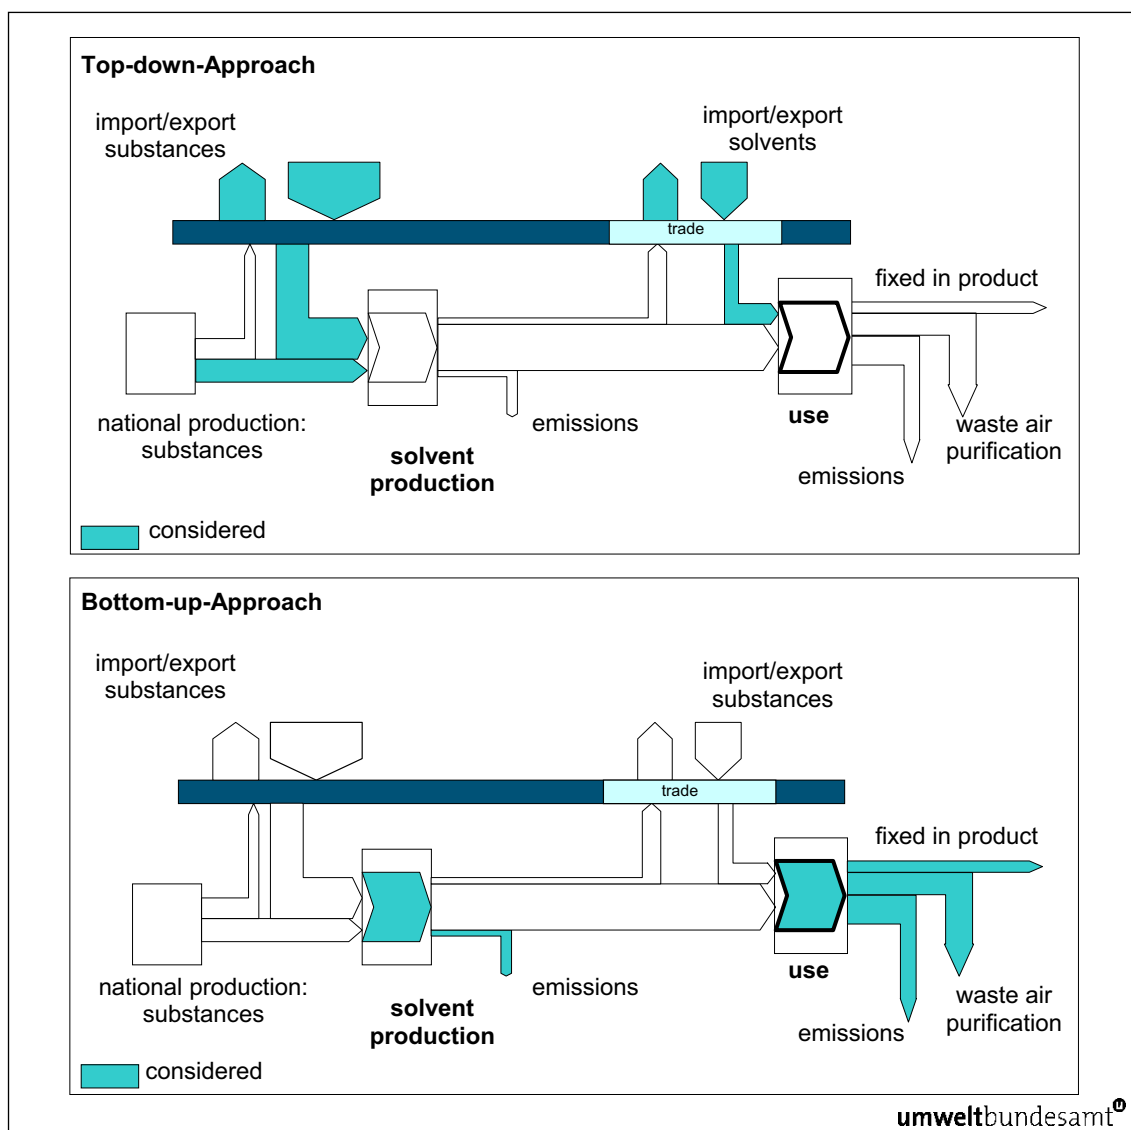 Top-down-Approach
import/export
substances
import/export
solvents
trade
fixed in product
national production:
substances
solvent
production
emissions
use
waste air
purification
emissions
considered
Bottom-up-Approach
import/export
substances
import/export
substances
trade
fixed in product
national production:
substances
solvent
production
emissions
use
waste air
purification
emissions
considered
umweltbundesamt u